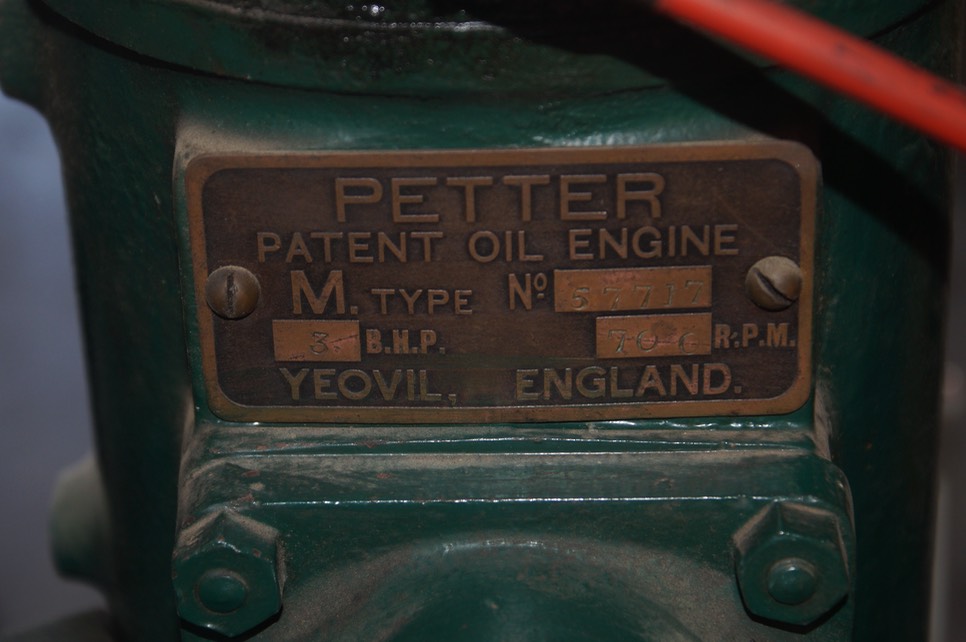 PETTER
PATENT OIL ENGINE
M. TYPE Nº 57717
3 B.H.P. R.P.M.
YEOVIL, ENGLAND.